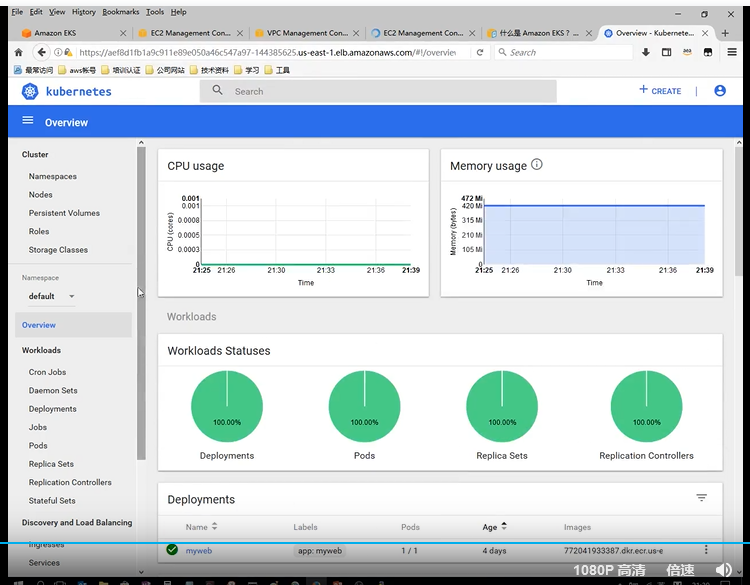 File Edit View History Bookmarks Tools Help
Amazon EKS
EC2 Management Con...
VPC Management Con...
EC2 Management Con...
什么是 Amazon EKS ? ...
Overview - Kubernete...
https://aef8d1fb1a9c911e89e050a46c547a97-144385625.us-east-1.elb.amazonaws.com/#!/overview
Search
最常访问 aws帐号 培训认证 公司网站 技术资料 学习 工具
kubernetes
Search
+ CREATE
Overview
Cluster
Namespaces
Nodes
Persistent Volumes
Roles
Storage Classes
Namespace
default
Overview
Workloads
Cron Jobs
Daemon Sets
Deployments
Jobs
Pods
Replica Sets
Replication Controllers
Stateful Sets
Discovery and Load Balancing
Ingresses
Services
CPU usage
CPU (cores)
0.001
0.001
0.0008
0.0005
0.0003
0
21:25 21:26 21:30 21:33 21:36 21:39
Time
Memory usage
Memory (bytes)
472 Mi
420 Mi
315 Mi
210 Mi
105 Mi
0
21:25 21:26 21:30 21:33 21:36 21:39
Time
Workloads
Workloads Statuses
100.00% 100.00% 100.00% 100.00%
Deployments Pods Replica Sets Replication Controllers
Deployments
Name Labels Pods Age Images
myweb app: myweb 1 / 1 4 days 772041933387.dkr.ecr.us-e
1080P 高清 倍速